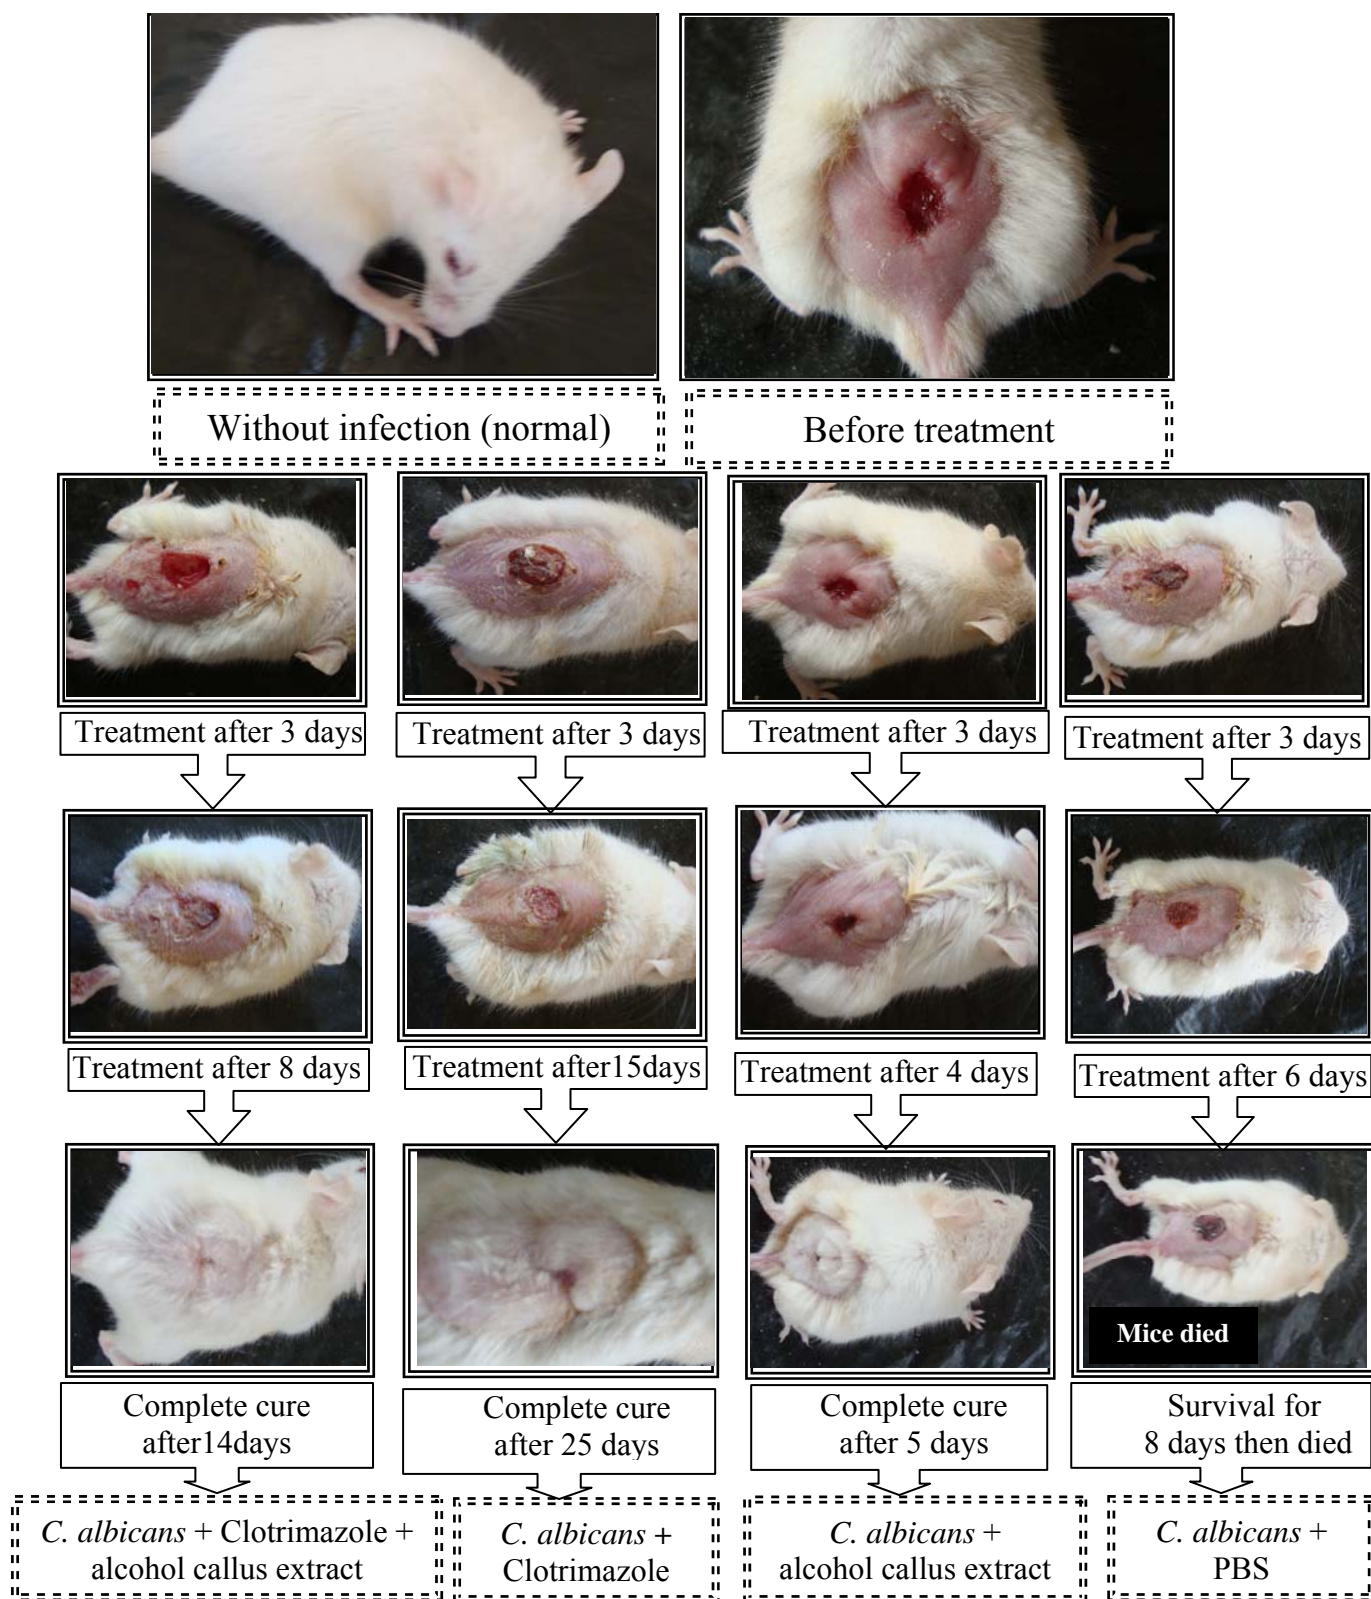 Without infection (normal)
Before treatment
Treatment after 3 days
Treatment after 3 days
Treatment after 3 days
Treatment after 3 days
Treatment after 8 days
Treatment after15days
Treatment after 4 days
Treatment after 6 days
Mice died
Complete cure
after14days
Complete cure
after 25 days
Complete cure
after 5 days
Survival for
8 days then died
C. albicans + Clotrimazole +
alcohol callus extract
C. albicans +
Clotrimazole
C. albicans +
alcohol callus extract
C. albicans +
PBS